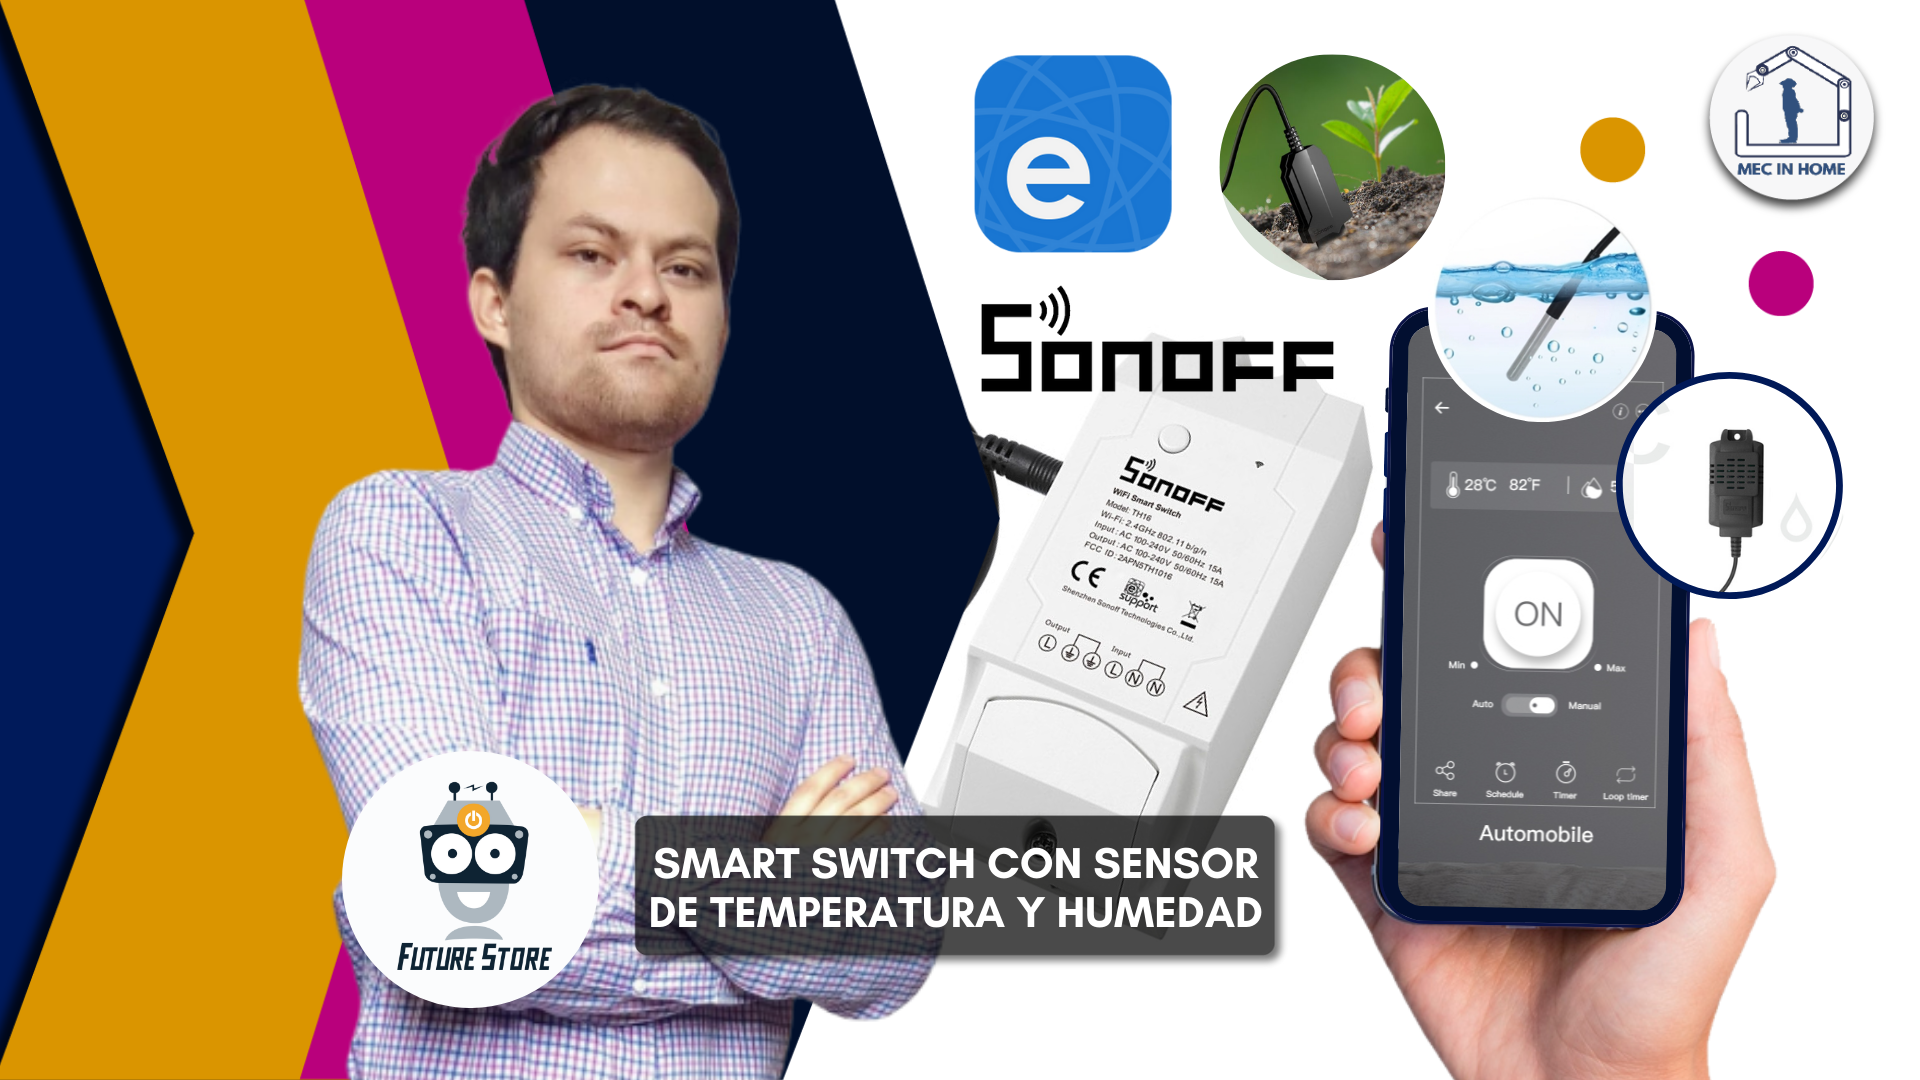 e
MEC IN HOME
SONOFF
SONOFF
WiFi Smart Switch
Model: TH16
Wi-Fi: 2.4GHz 802.11 b/g/n
Input : AC 100-240V 50/60Hz 15A
Output : AC 100-240V 50/60Hz 15A
FCC ID : 2APN5TH1016
CE
e support
Shenzhen Sonoff Technologies Co.,Ltd.
Output
Input
L
L N N
28°C 82°F
ON
Min
Max
Auto
Manual
Share
Schedule
Timer
Loop timer
Automobile
FUTURE STORE
SMART SWITCH CON SENSOR
DE TEMPERATURA Y HUMEDAD